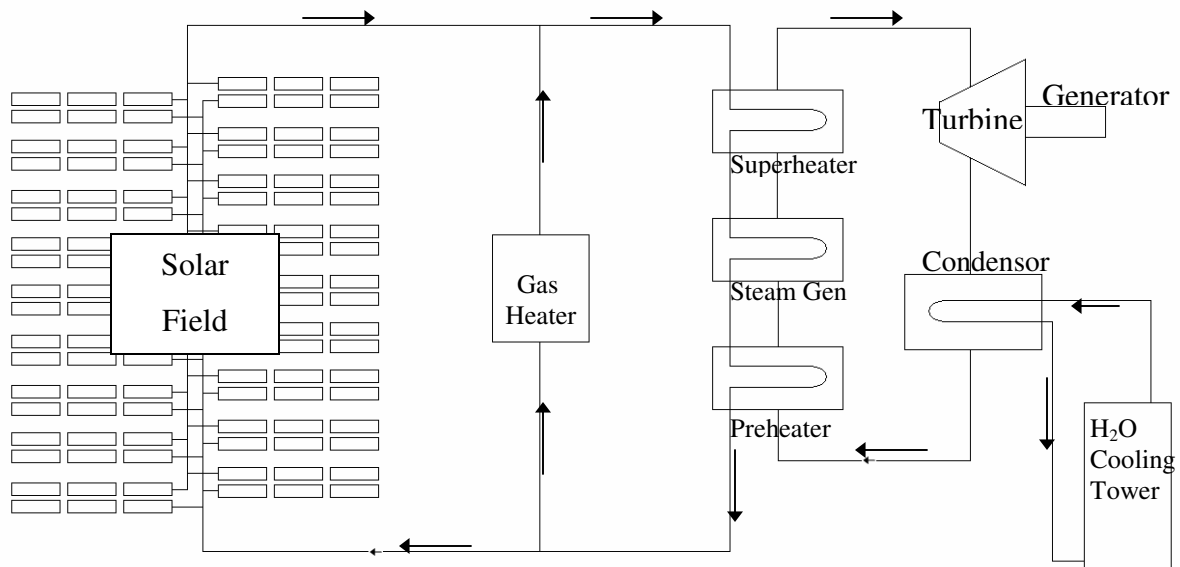 Solar
Field
Gas
Heater
Superheater
Steam Gen
Preheater
Turbine
Generator
Condensor
H₂O
Cooling
Tower